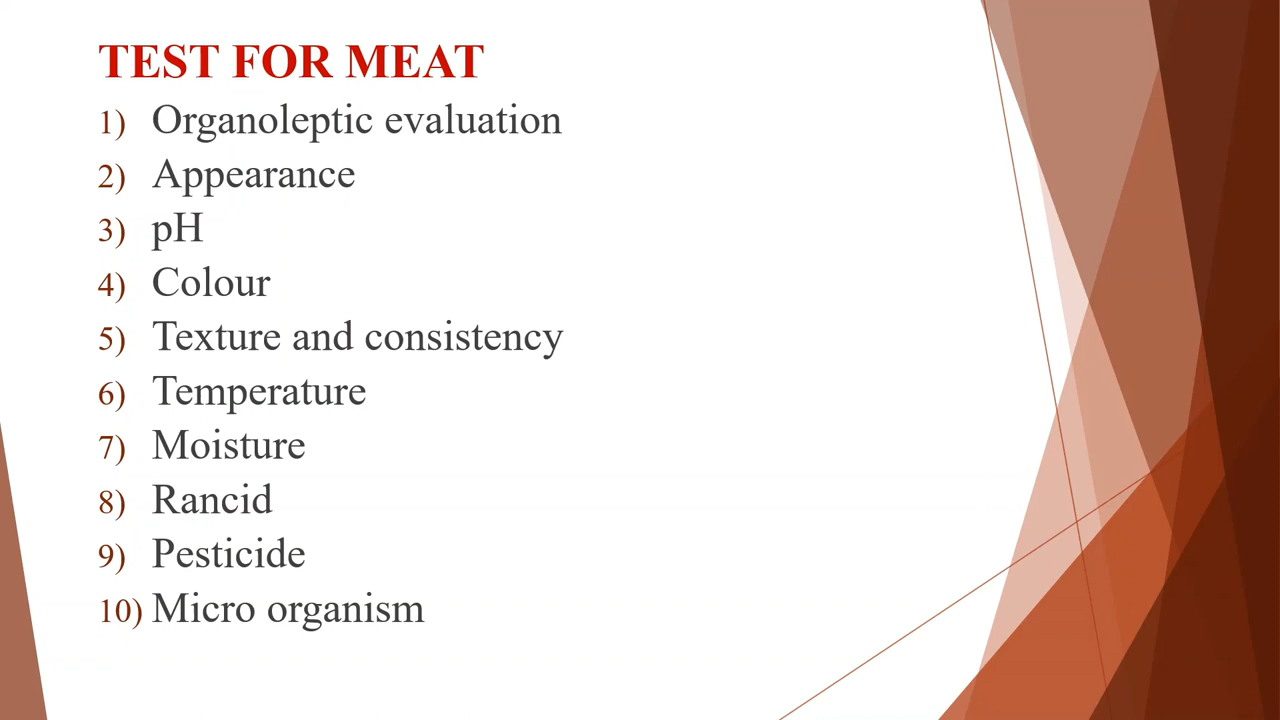 TEST FOR MEAT
1) Organoleptic evaluation
2) Appearance
3) pH
4) Colour
5) Texture and consistency
6) Temperature
7) Moisture
8) Rancid
9) Pesticide
10) Micro organism